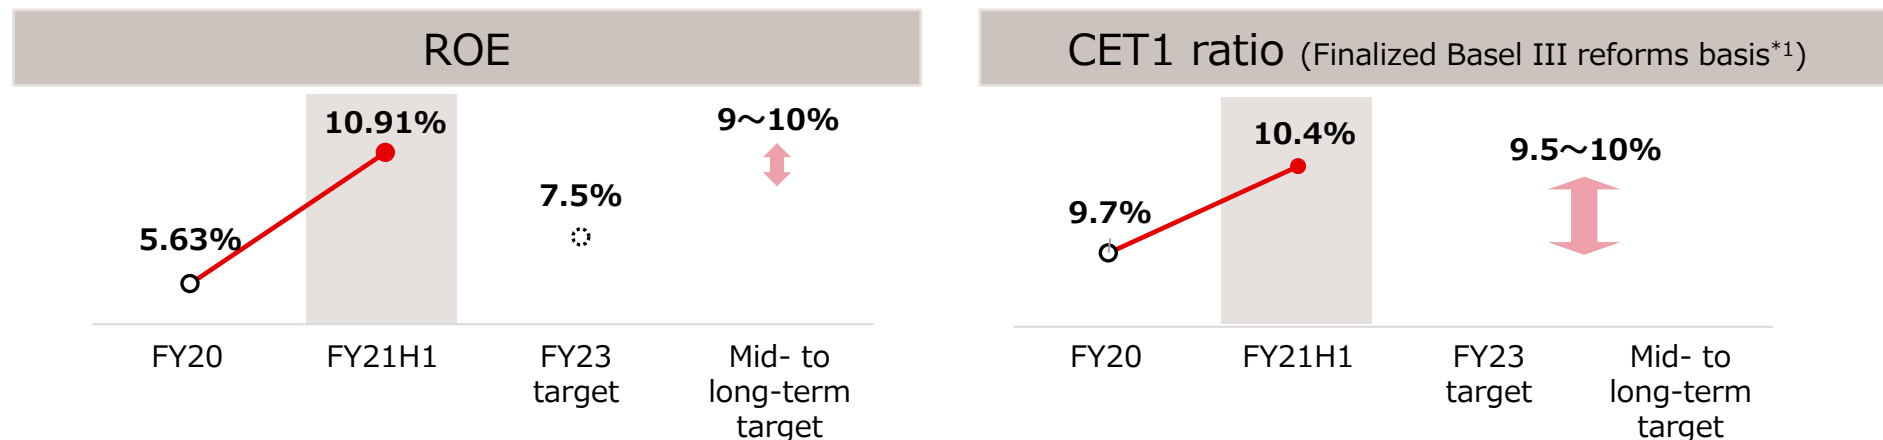 ROE
10.91%
9～10%
7.5%
5.63%
FY20
FY21H1
FY23
target
Mid- to
long-term
target
CET1 ratio (Finalized Basel III reforms basis*1)
10.4%
9.5～10%
9.7%
FY20
FY21H1
FY23
target
Mid- to
long-term
target